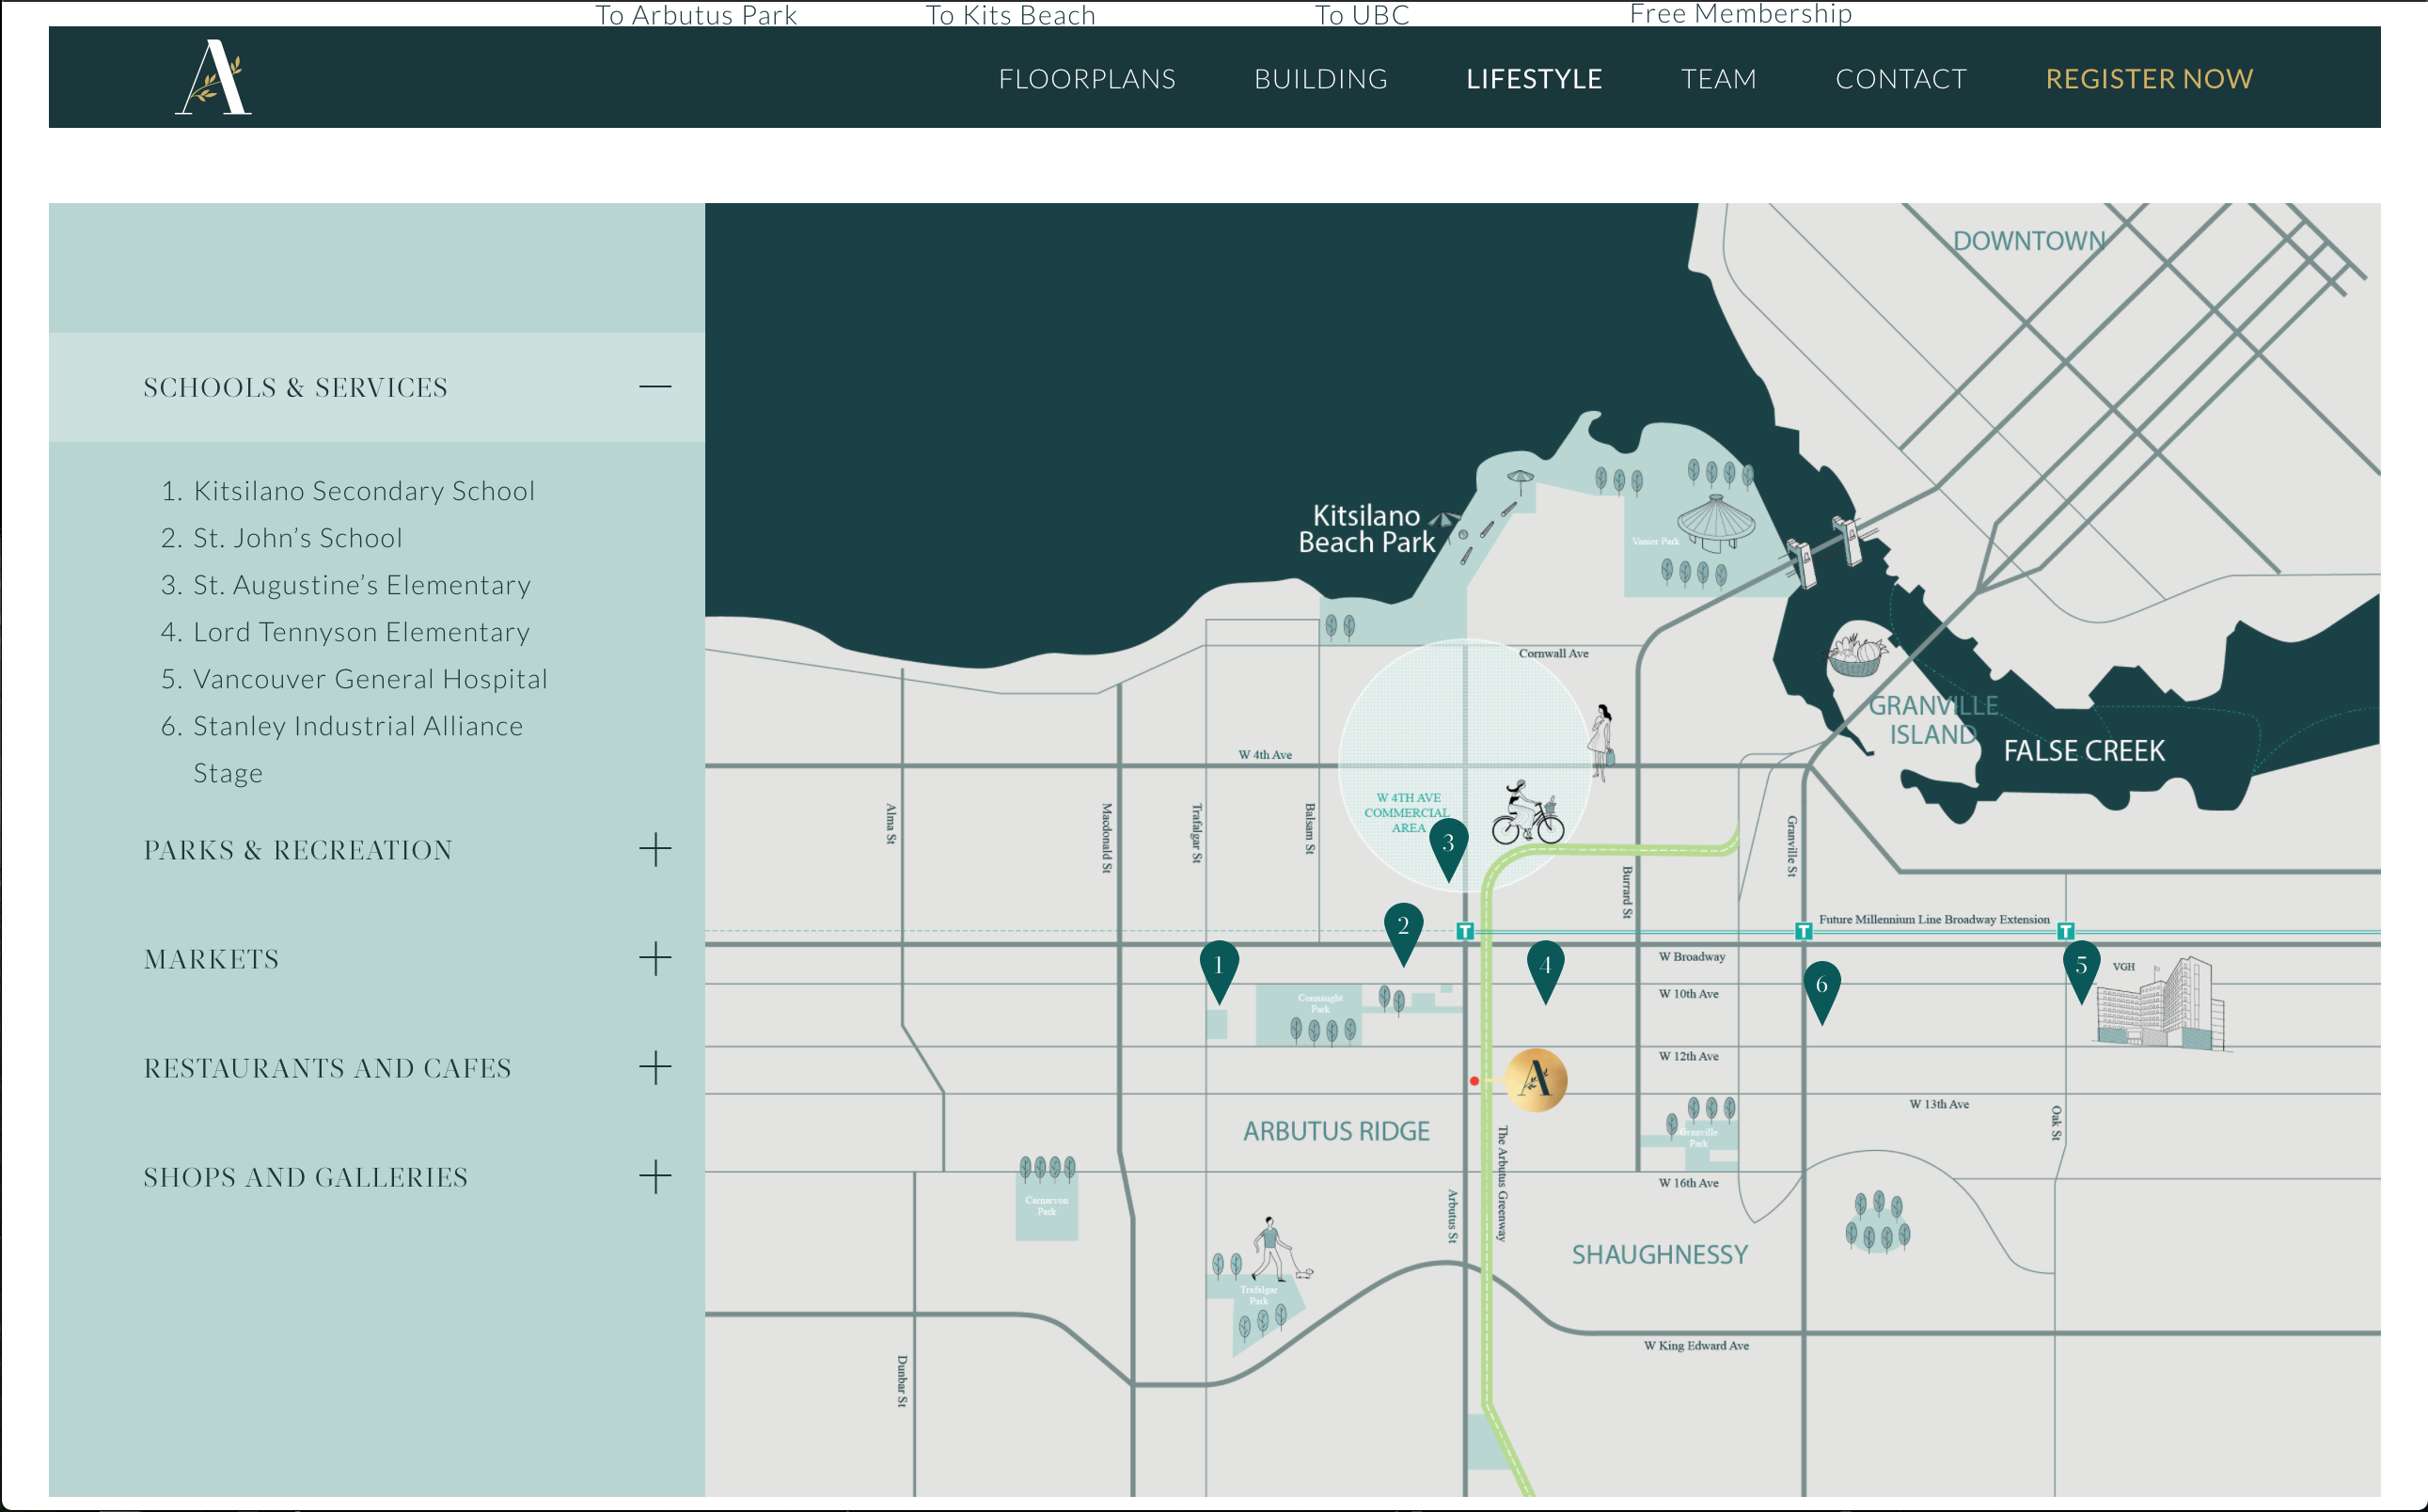 To Arbutus Park
To Kits Beach
To UBC
Free Membership
A
FLOORPLANS
BUILDING
LIFESTYLE
TEAM
CONTACT
REGISTER NOW
SCHOOLS & SERVICES
1. Kitsilano Secondary School
2. St. John’s School
3. St. Augustine’s Elementary
4. Lord Tennyson Elementary
5. Vancouver General Hospital
6. Stanley Industrial Alliance
Stage
PARKS & RECREATION
MARKETS
RESTAURANTS AND CAFES
SHOPS AND GALLERIES
DOWNTOWN
Kitsilano
Beach Park
Vanier Park
Cornwall Ave
GRANVILLE
ISLAND
FALSE CREEK
W 4th Ave
W 4TH AVE
COMMERCIAL
AREA
Alma St
Macdonald St
Trafalgar St
Balsam St
Burrard St
Granville St
3
2
T
T
Future Millennium Line Broadway Extension
T
1
4
W Broadway
6
5
VGH
W 10th Ave
Connaught
Park
W 12th Ave
A
W 13th Ave
Oak St
ARBUTUS RIDGE
Granville
Park
The Arbutus Greenway
W 16th Ave
Carnarvon
Park
Arbutus St
SHAUGHNESSY
Trafalgar
Park
W King Edward Ave
Dunbar St